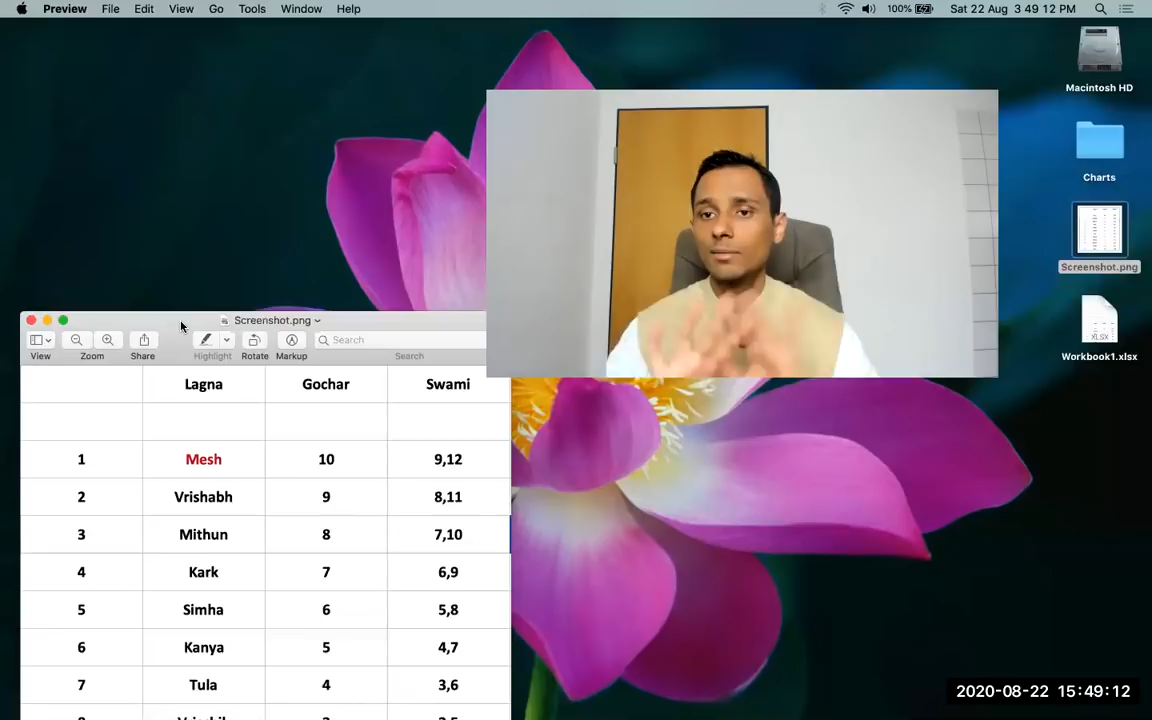 Preview File Edit View Go Tools Window Help 100% Sat 22 Aug 3 49 12 PM
Macintosh HD
Charts
Screenshot.png
XLSX
Workbook1.xlsx
Screenshot.png
Search
View Zoom Share Highlight Rotate Markup Search
Lagna Gochar Swami
1 Mesh 10 9,12
2 Vrishabh 9 8,11
3 Mithun 8 7,10
4 Kark 7 6,9
5 Simha 6 5,8
6 Kanya 5 4,7
7 Tula 4 3,6
2020-08-22 15:49:12